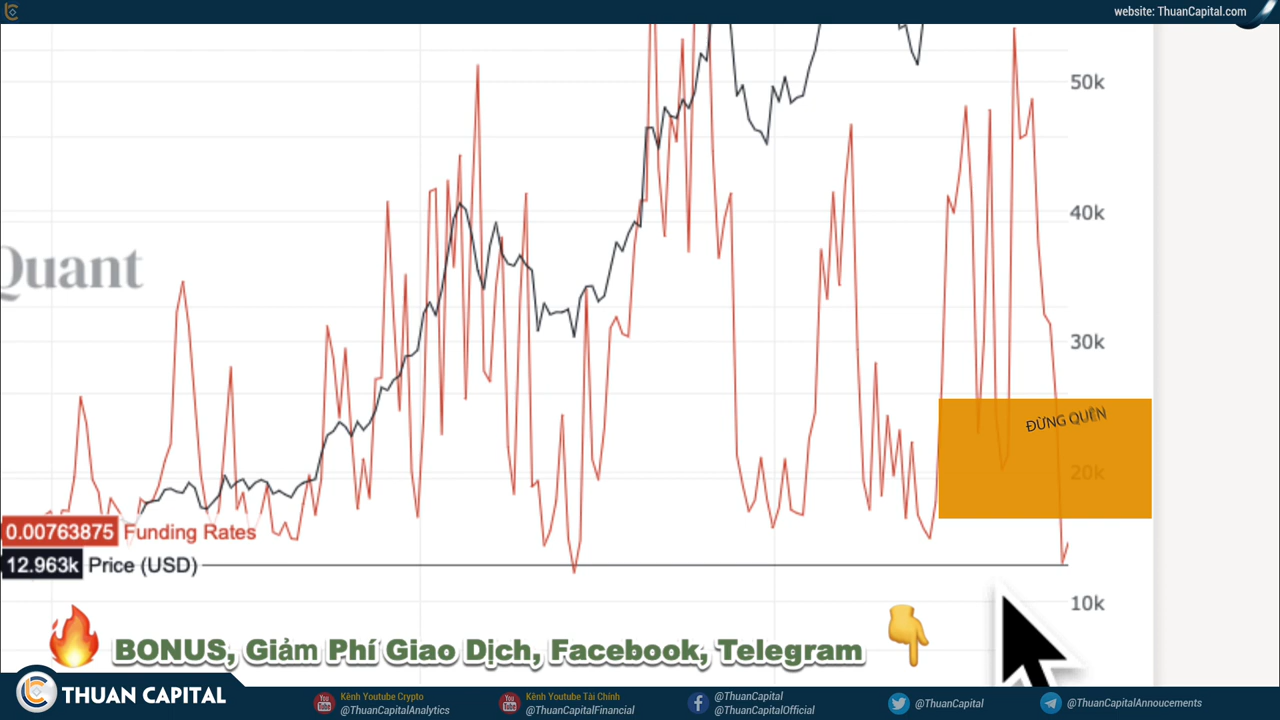 website: ThuanCapital.com
50k
40k
Quant
30k
ĐỪNG QUÊN
20k
0.00763875 Funding Rates
12.963k Price (USD)
10k
BONUS, Giảm Phí Giao Dịch, Facebook, Telegram
THUAN CAPITAL
Kênh Youtube Crypto
@ThuanCapitalAnalytics
Kênh Youtube Tài Chính
@ThuanCapitalFinancial
@ThuanCapital
@ThuanCapitalOfficial
@ThuanCapital
@ThuanCapitalAnnoucements